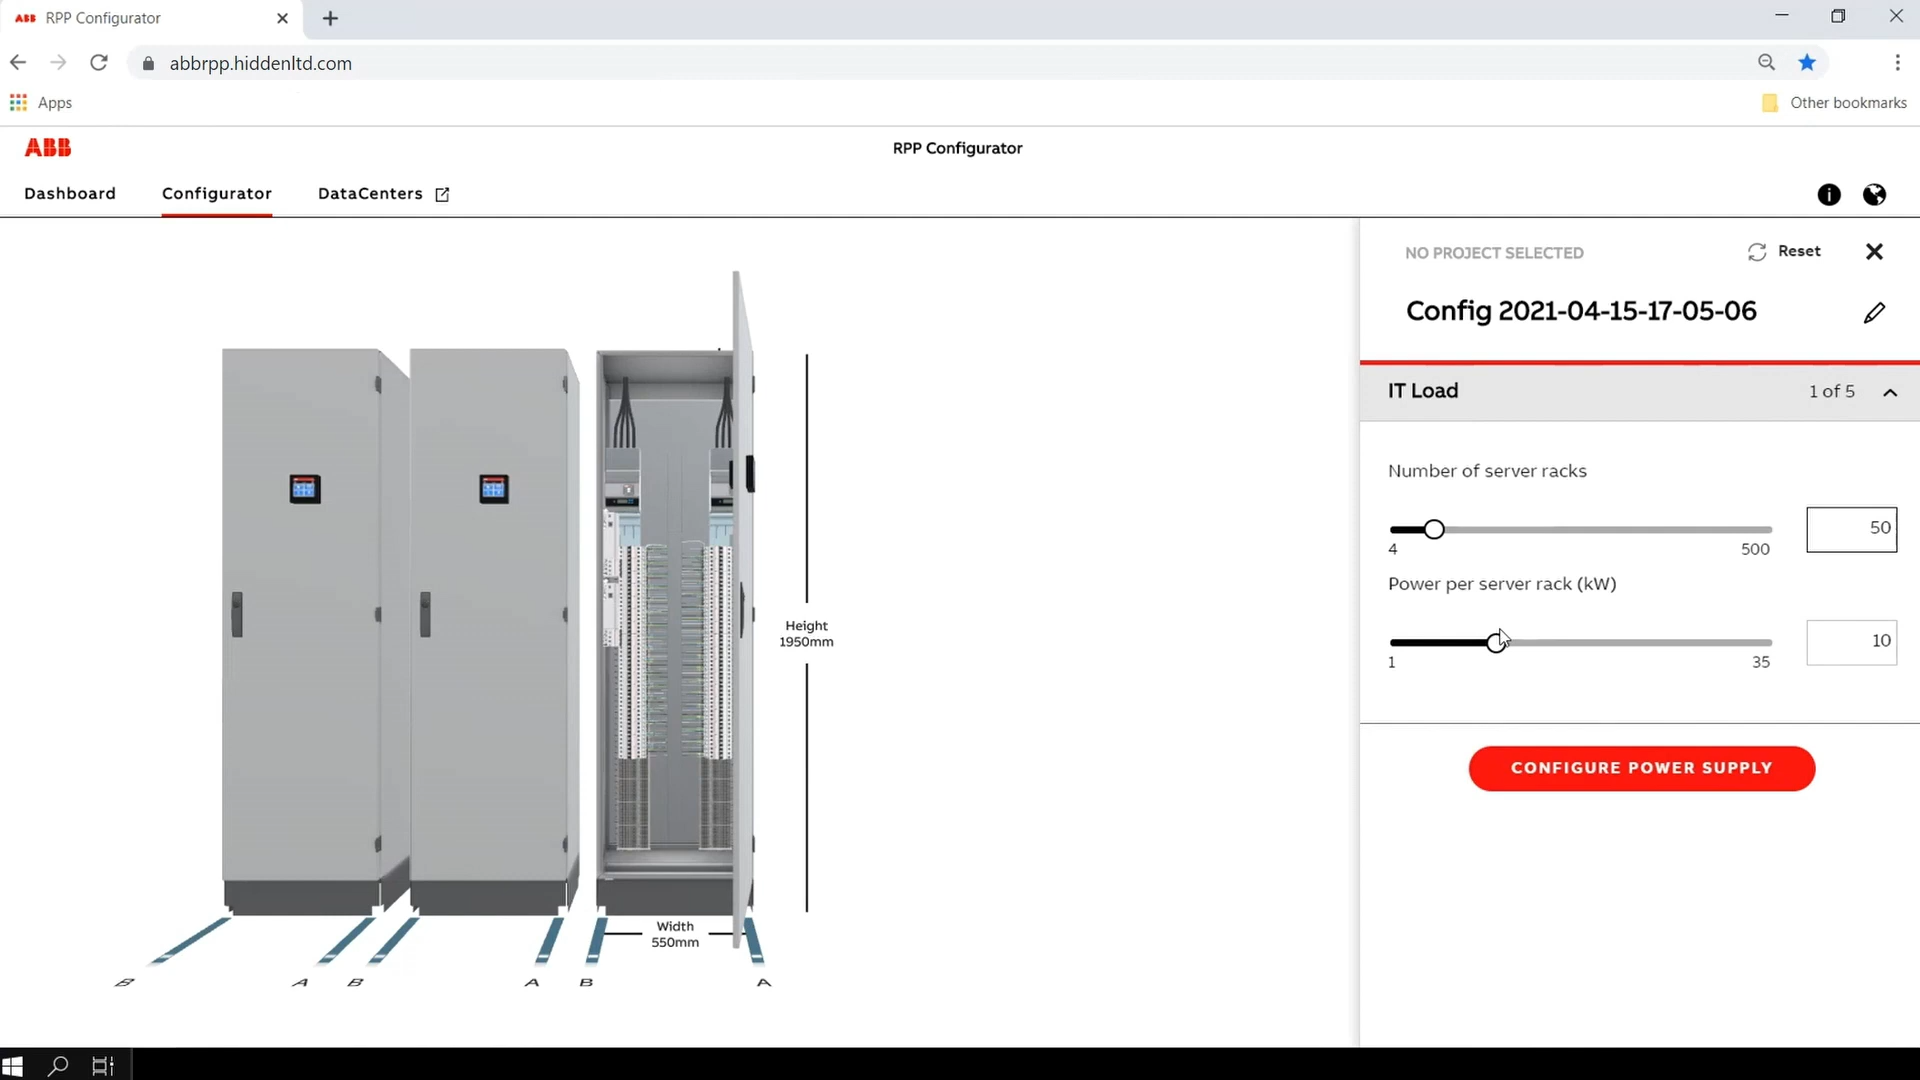 ABB RPP Configurator
abbrpp.hiddenltd.com
Apps
Other bookmarks
ABB
RPP Configurator
Dashboard
Configurator
DataCenters
NO PROJECT SELECTED
Reset
Config 2021-04-15-17-05-06
IT Load
1 of 5
Number of server racks
50
4
500
Power per server rack (kW)
10
1
35
CONFIGURE POWER SUPPLY
Height
1950mm
Width
550mm
B
A
B
A
B
A